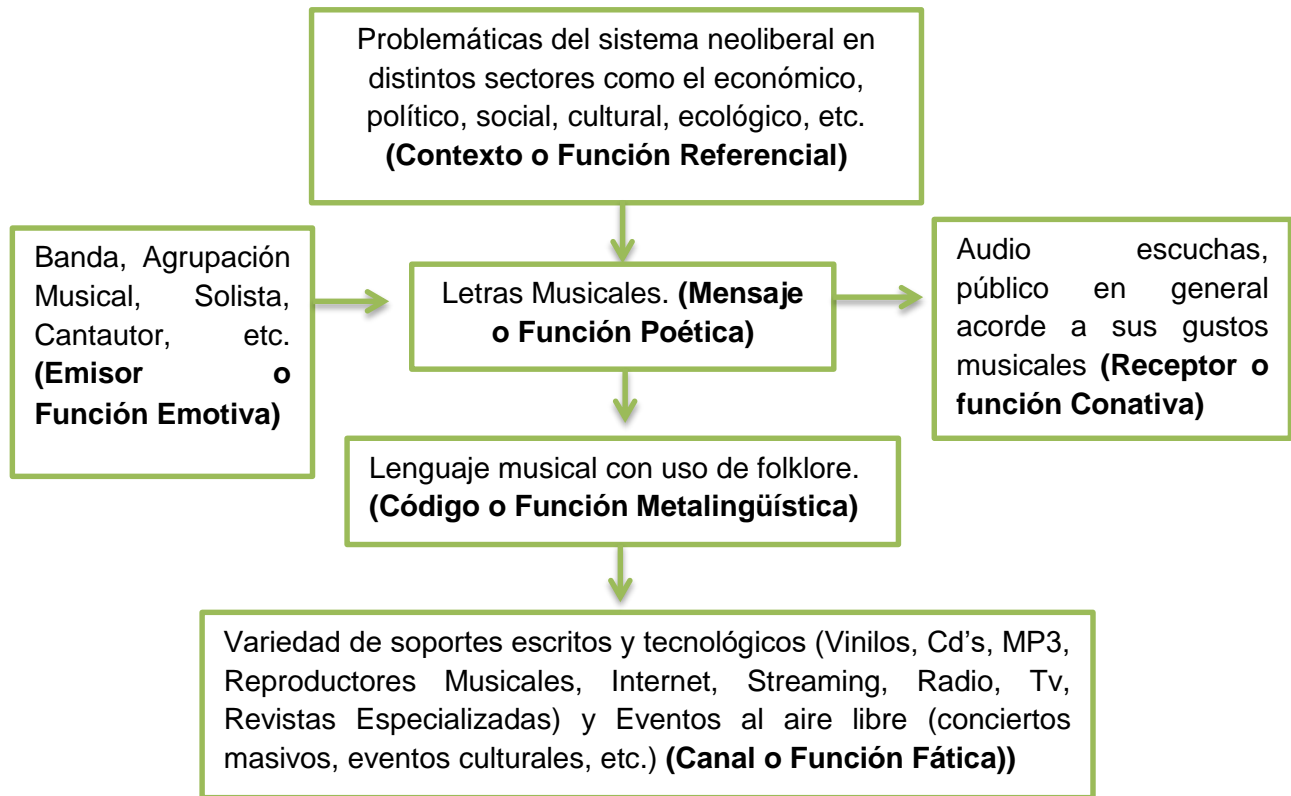 Problemáticas del sistema neoliberal en
distintos sectores como el económico,
político, social, cultural, ecológico, etc.
(Contexto o Función Referencial)
Banda, Agrupación
Musical, Solista,
Cantautor, etc.
(Emisor o
Función Emotiva)
Letras Musicales. (Mensaje
o Función Poética)
Audio escuchas,
público en general
acorde a sus gustos
musicales (Receptor o
función Conativa)
Lenguaje musical con uso de folklore.
(Código o Función Metalingüística)
Variedad de soportes escritos y tecnológicos (Vinilos, Cd’s, MP3,
Reproductores Musicales, Internet, Streaming, Radio, Tv,
Revistas Especializadas) y Eventos al aire libre (conciertos
masivos, eventos culturales, etc.) (Canal o Función Fática))